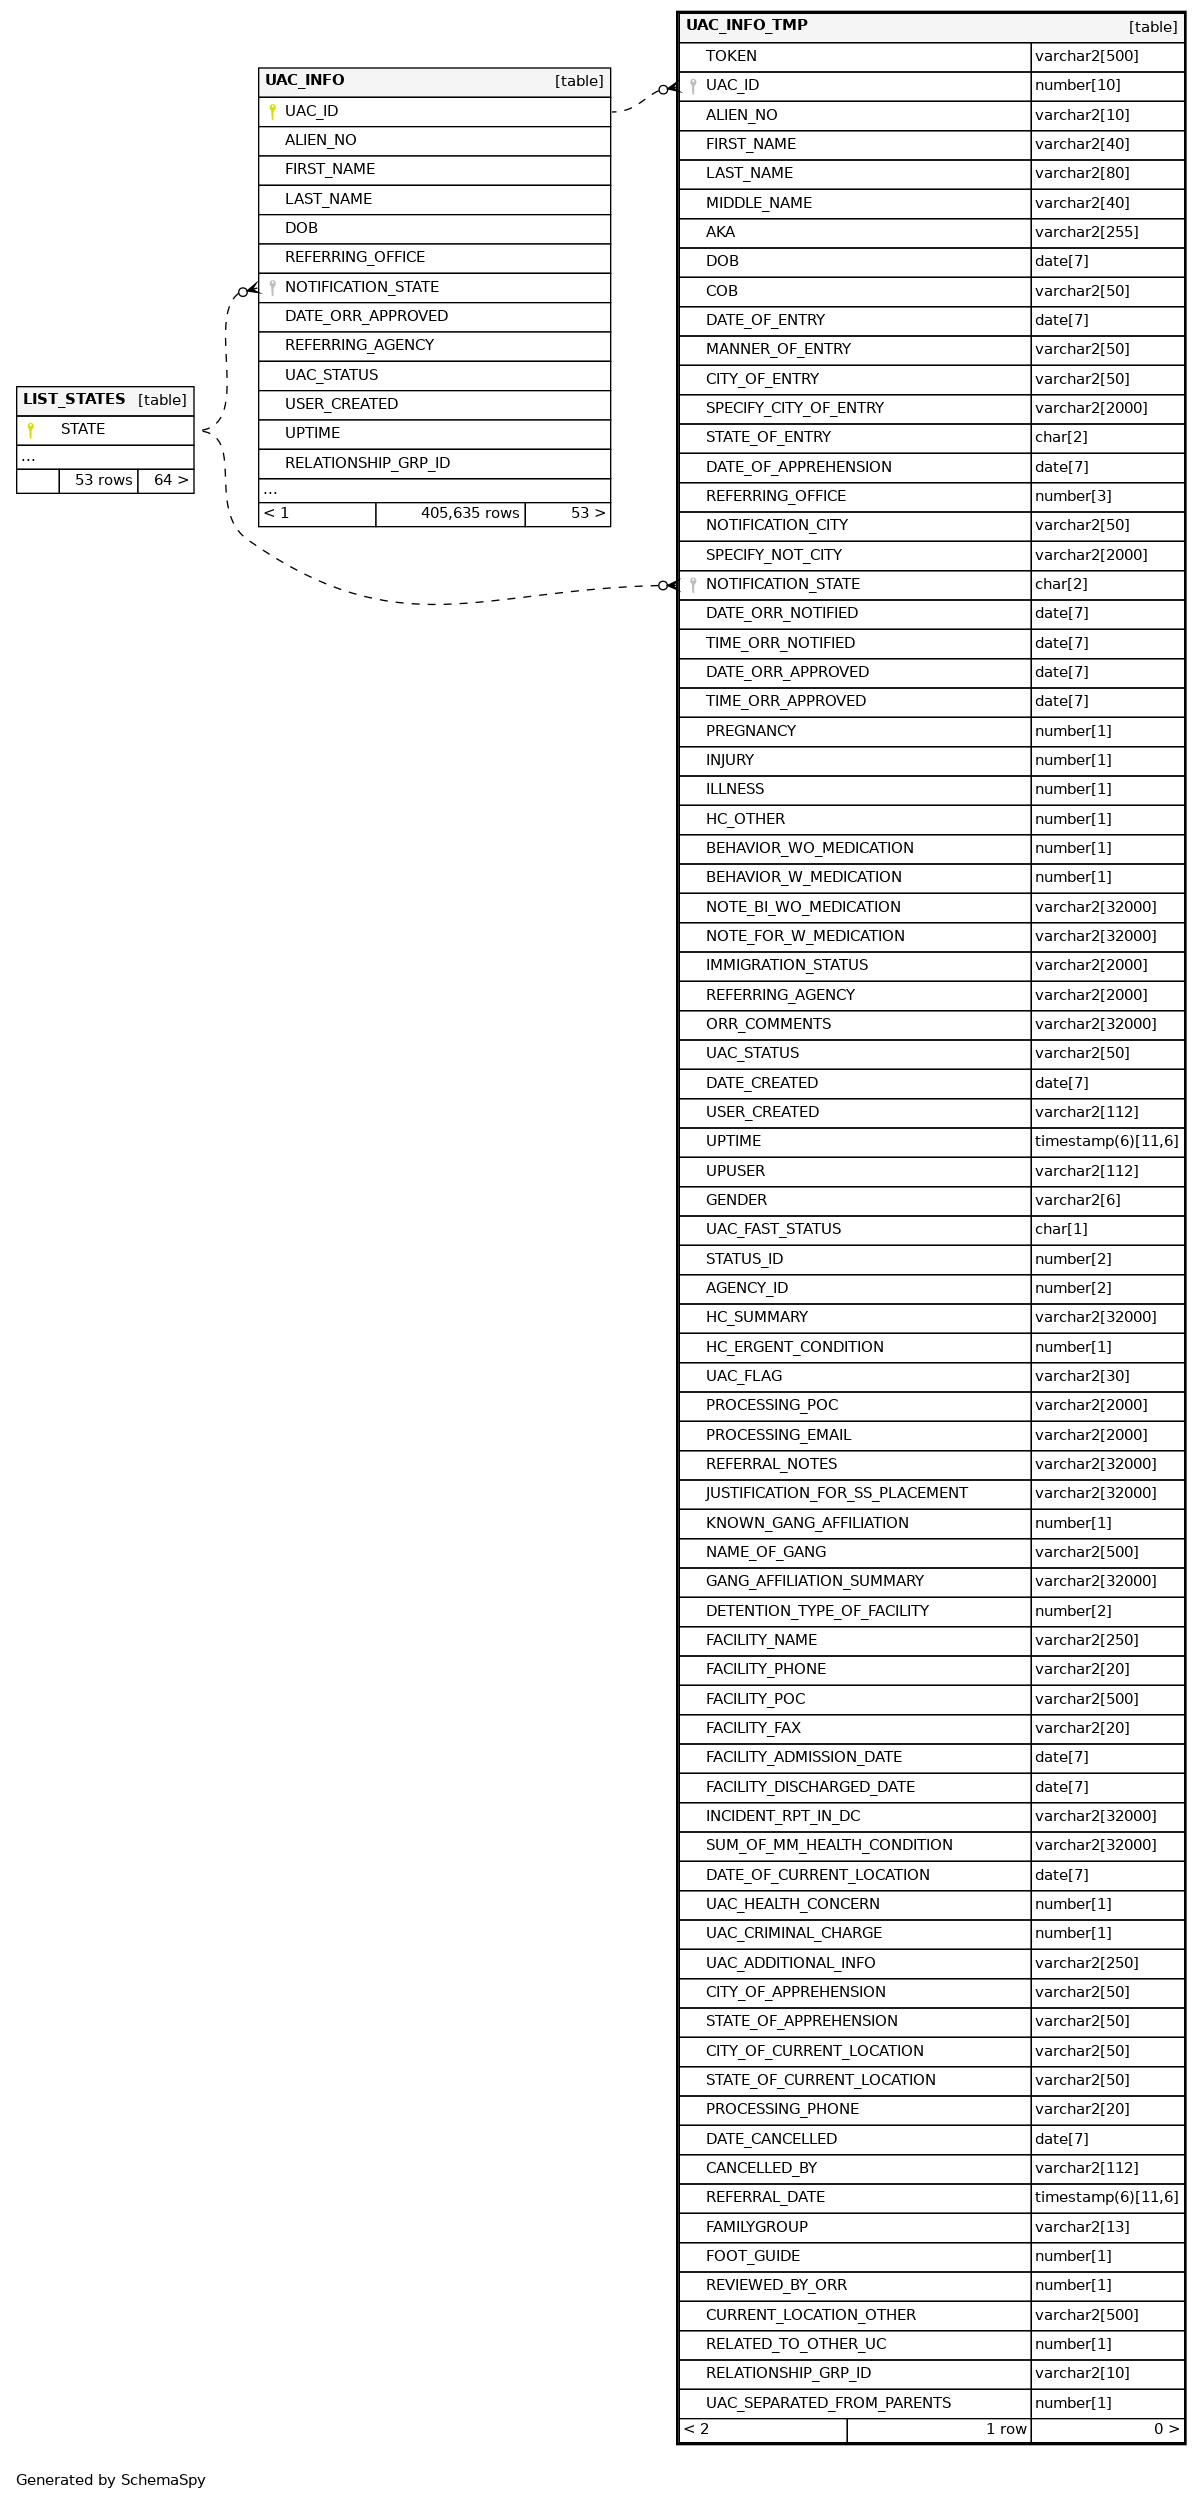 LIST_STATES [table]
STATE
...
53 rows 64 >
UAC_INFO [table]
UAC_ID
ALIEN_NO
FIRST_NAME
LAST_NAME
DOB
REFERRING_OFFICE
NOTIFICATION_STATE
DATE_ORR_APPROVED
REFERRING_AGENCY
UAC_STATUS
USER_CREATED
UPTIME
RELATIONSHIP_GRP_ID
...
< 1 405,635 rows 53 >
UAC_INFO_TMP [table]
TOKEN varchar2[500]
UAC_ID number[10]
ALIEN_NO varchar2[10]
FIRST_NAME varchar2[40]
LAST_NAME varchar2[80]
MIDDLE_NAME varchar2[40]
AKA varchar2[255]
DOB date[7]
COB varchar2[50]
DATE_OF_ENTRY date[7]
MANNER_OF_ENTRY varchar2[50]
CITY_OF_ENTRY varchar2[50]
SPECIFY_CITY_OF_ENTRY varchar2[2000]
STATE_OF_ENTRY char[2]
DATE_OF_APPREHENSION date[7]
REFERRING_OFFICE number[3]
NOTIFICATION_CITY varchar2[50]
SPECIFY_NOT_CITY varchar2[2000]
NOTIFICATION_STATE char[2]
DATE_ORR_NOTIFIED date[7]
TIME_ORR_NOTIFIED date[7]
DATE_ORR_APPROVED date[7]
TIME_ORR_APPROVED date[7]
PREGNANCY number[1]
INJURY number[1]
ILLNESS number[1]
HC_OTHER number[1]
BEHAVIOR_WO_MEDICATION number[1]
BEHAVIOR_W_MEDICATION number[1]
NOTE_BI_WO_MEDICATION varchar2[32000]
NOTE_FOR_W_MEDICATION varchar2[32000]
IMMIGRATION_STATUS varchar2[2000]
REFERRING_AGENCY varchar2[2000]
ORR_COMMENTS varchar2[32000]
UAC_STATUS varchar2[50]
DATE_CREATED date[7]
USER_CREATED varchar2[112]
UPTIME timestamp(6)[11,6]
UPUSER varchar2[112]
GENDER varchar2[6]
UAC_FAST_STATUS char[1]
STATUS_ID number[2]
AGENCY_ID number[2]
HC_SUMMARY varchar2[32000]
HC_ERGENT_CONDITION number[1]
UAC_FLAG varchar2[30]
PROCESSING_POC varchar2[2000]
PROCESSING_EMAIL varchar2[2000]
REFERRAL_NOTES varchar2[32000]
JUSTIFICATION_FOR_SS_PLACEMENT varchar2[32000]
KNOWN_GANG_AFFILIATION number[1]
NAME_OF_GANG varchar2[500]
GANG_AFFILIATION_SUMMARY varchar2[32000]
DETENTION_TYPE_OF_FACILITY number[2]
FACILITY_NAME varchar2[250]
FACILITY_PHONE varchar2[20]
FACILITY_POC varchar2[500]
FACILITY_FAX varchar2[20]
FACILITY_ADMISSION_DATE date[7]
FACILITY_DISCHARGED_DATE date[7]
INCIDENT_RPT_IN_DC varchar2[32000]
SUM_OF_MM_HEALTH_CONDITION varchar2[32000]
DATE_OF_CURRENT_LOCATION date[7]
UAC_HEALTH_CONCERN number[1]
UAC_CRIMINAL_CHARGE number[1]
UAC_ADDITIONAL_INFO varchar2[250]
CITY_OF_APPREHENSION varchar2[50]
STATE_OF_APPREHENSION varchar2[50]
CITY_OF_CURRENT_LOCATION varchar2[50]
STATE_OF_CURRENT_LOCATION varchar2[50]
PROCESSING_PHONE varchar2[20]
DATE_CANCELLED date[7]
CANCELLED_BY varchar2[112]
REFERRAL_DATE timestamp(6)[11,6]
FAMILYGROUP varchar2[13]
FOOT_GUIDE number[1]
REVIEWED_BY_ORR number[1]
CURRENT_LOCATION_OTHER varchar2[500]
RELATED_TO_OTHER_UC number[1]
RELATIONSHIP_GRP_ID varchar2[10]
UAC_SEPARATED_FROM_PARENTS number[1]
< 2 1 row 0 >
Generated by SchemaSpy